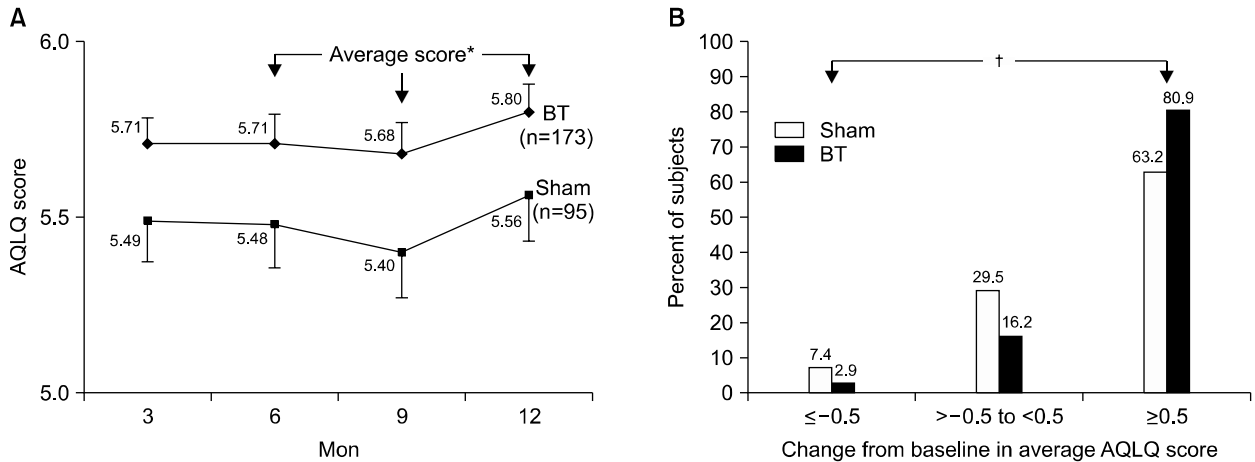 A
6.0
Average score*
5.71
5.71
5.68
5.80
BT
(n=173)
Sham
(n=95)
5.5
5.49
5.48
5.40
5.56
AQLQ score
5.0
3 6 9 12
Mon
B
100
90
80
70
60
50
40
30
20
10
0
†
Sham
BT
7.4
2.9
29.5
16.2
63.2
80.9
Percent of subjects
≤−0.5 >−0.5 to <0.5 ≥0.5
Change from baseline in average AQLQ score